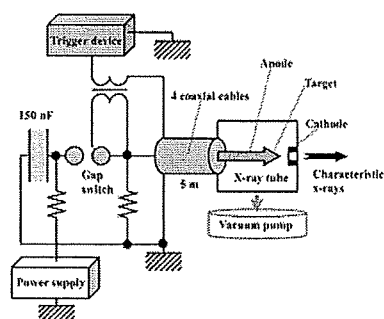 Trigger device
Anode
Target
150 nF
4 coaxial cables
Cathode
Gap
switch
5 m
X-ray tube
Characteristic
x-rays
Power supply
Vacuum pump